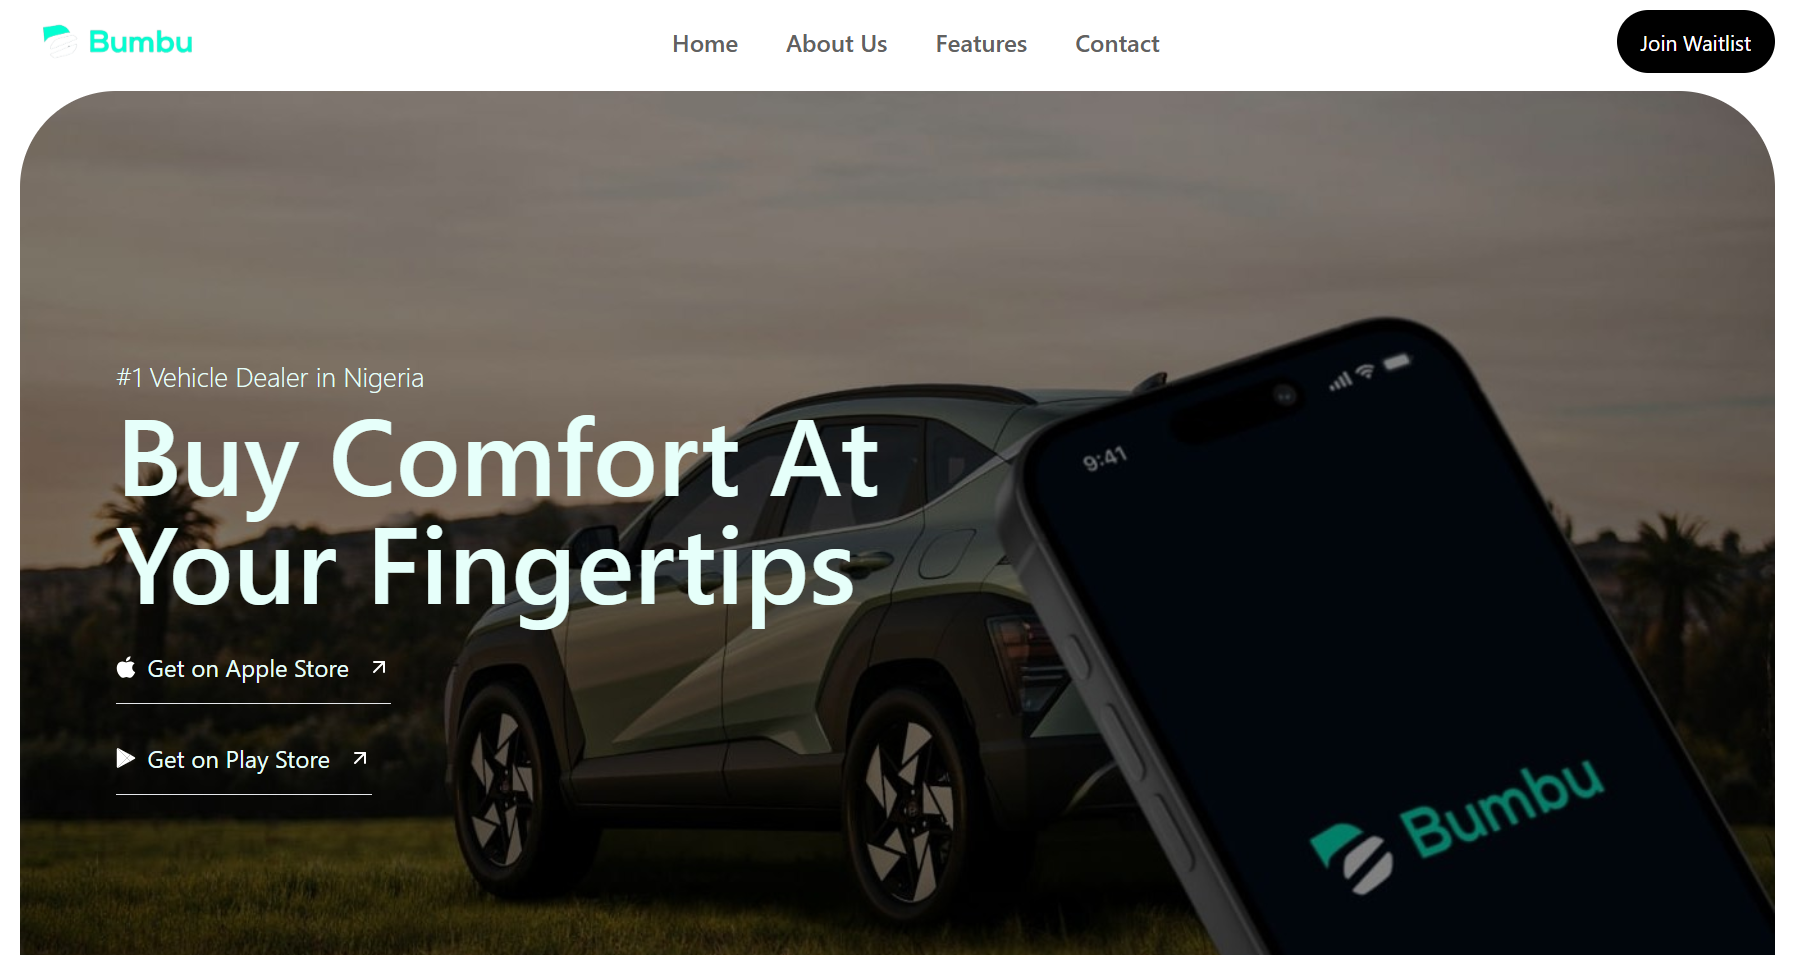 Bumbu
Home
About Us
Features
Contact
Join Waitlist
#1 Vehicle Dealer in Nigeria
Buy Comfort At
Your Fingertips
Get on Apple Store
Get on Play Store
9:41
Bumbu